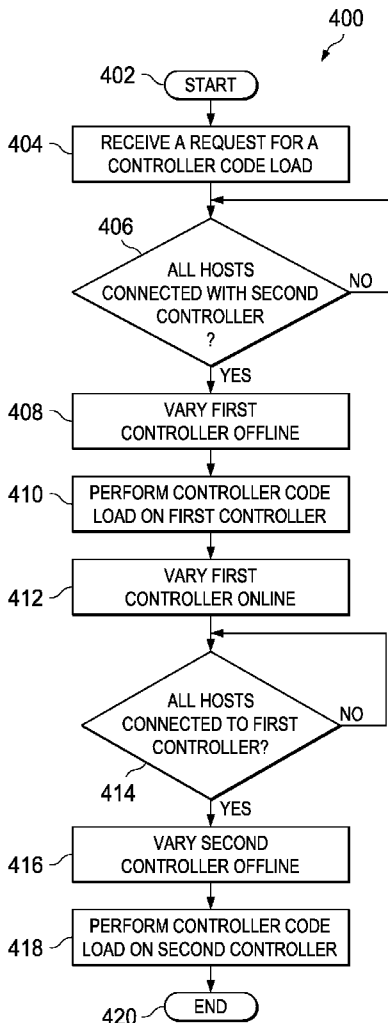 400
402
START
404
RECEIVE A REQUEST FOR A
CONTROLLER CODE LOAD
406
ALL HOSTS
CONNECTED WITH SECOND
CONTROLLER
?
NO
YES
408
VARY FIRST
CONTROLLER OFFLINE
410
PERFORM CONTROLLER CODE
LOAD ON FIRST CONTROLLER
412
VARY FIRST
CONTROLLER ONLINE
ALL HOSTS
CONNECTED TO FIRST
CONTROLLER?
NO
414
YES
416
VARY SECOND
CONTROLLER OFFLINE
418
PERFORM CONTROLLER CODE
LOAD ON SECOND CONTROLLER
420
END